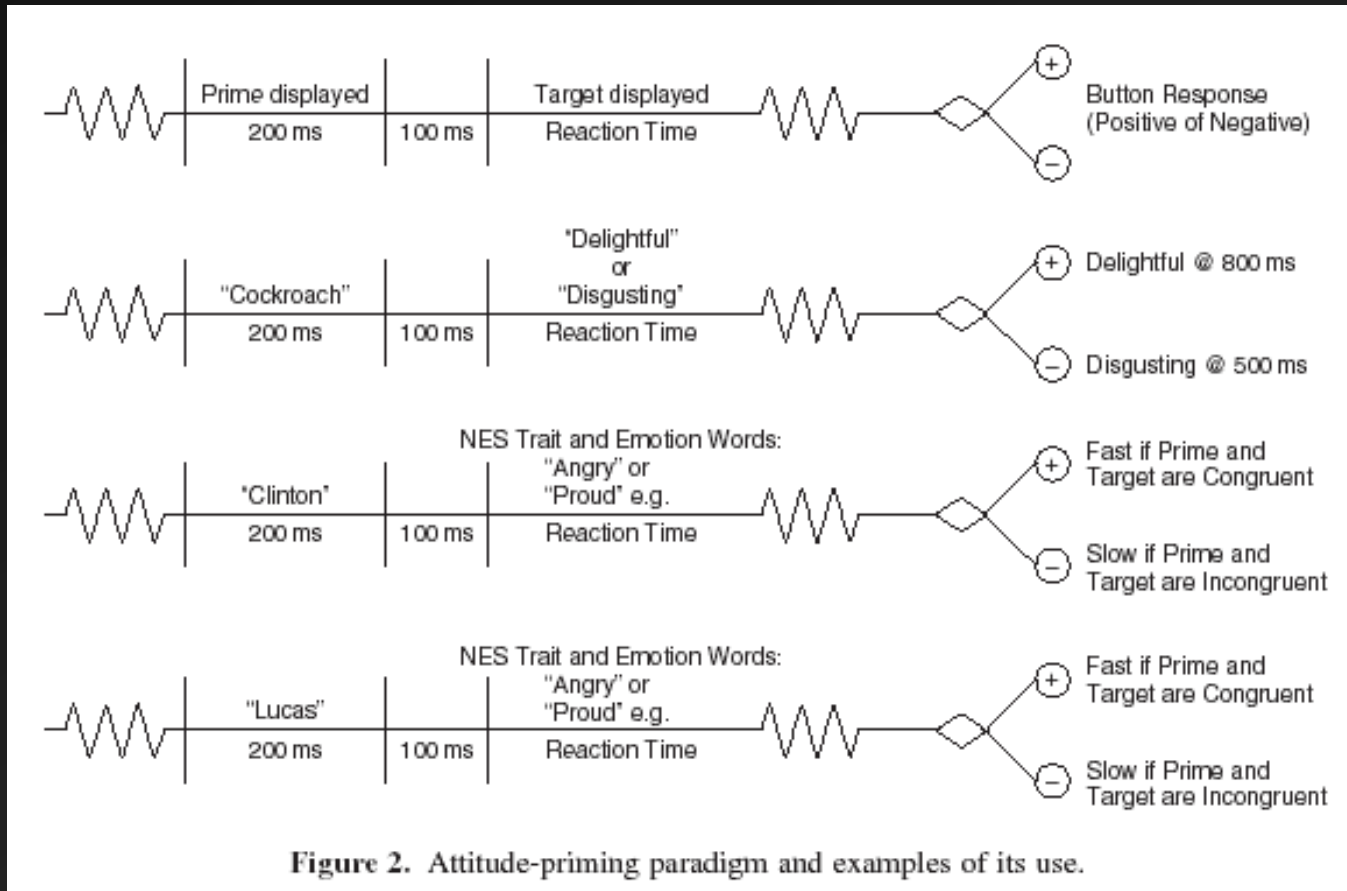 Prime displayed
200 ms
100 ms
Target displayed
Reaction Time
+
−
Button Response
(Positive of Negative)
"Cockroach"
200 ms
100 ms
"Delightful"
or
"Disgusting"
Reaction Time
+
−
Delightful @ 800 ms
Disgusting @ 500 ms
NES Trait and Emotion Words:
"Clinton"
200 ms
100 ms
"Angry" or
"Proud" e.g.
Reaction Time
+
−
Fast if Prime and
Target are Congruent
Slow if Prime and
Target are Incongruent
NES Trait and Emotion Words:
"Lucas"
200 ms
100 ms
"Angry" or
"Proud" e.g.
Reaction Time
+
−
Fast if Prime and
Target are Congruent
Slow if Prime and
Target are Incongruent
Figure 2. Attitude-priming paradigm and examples of its use.